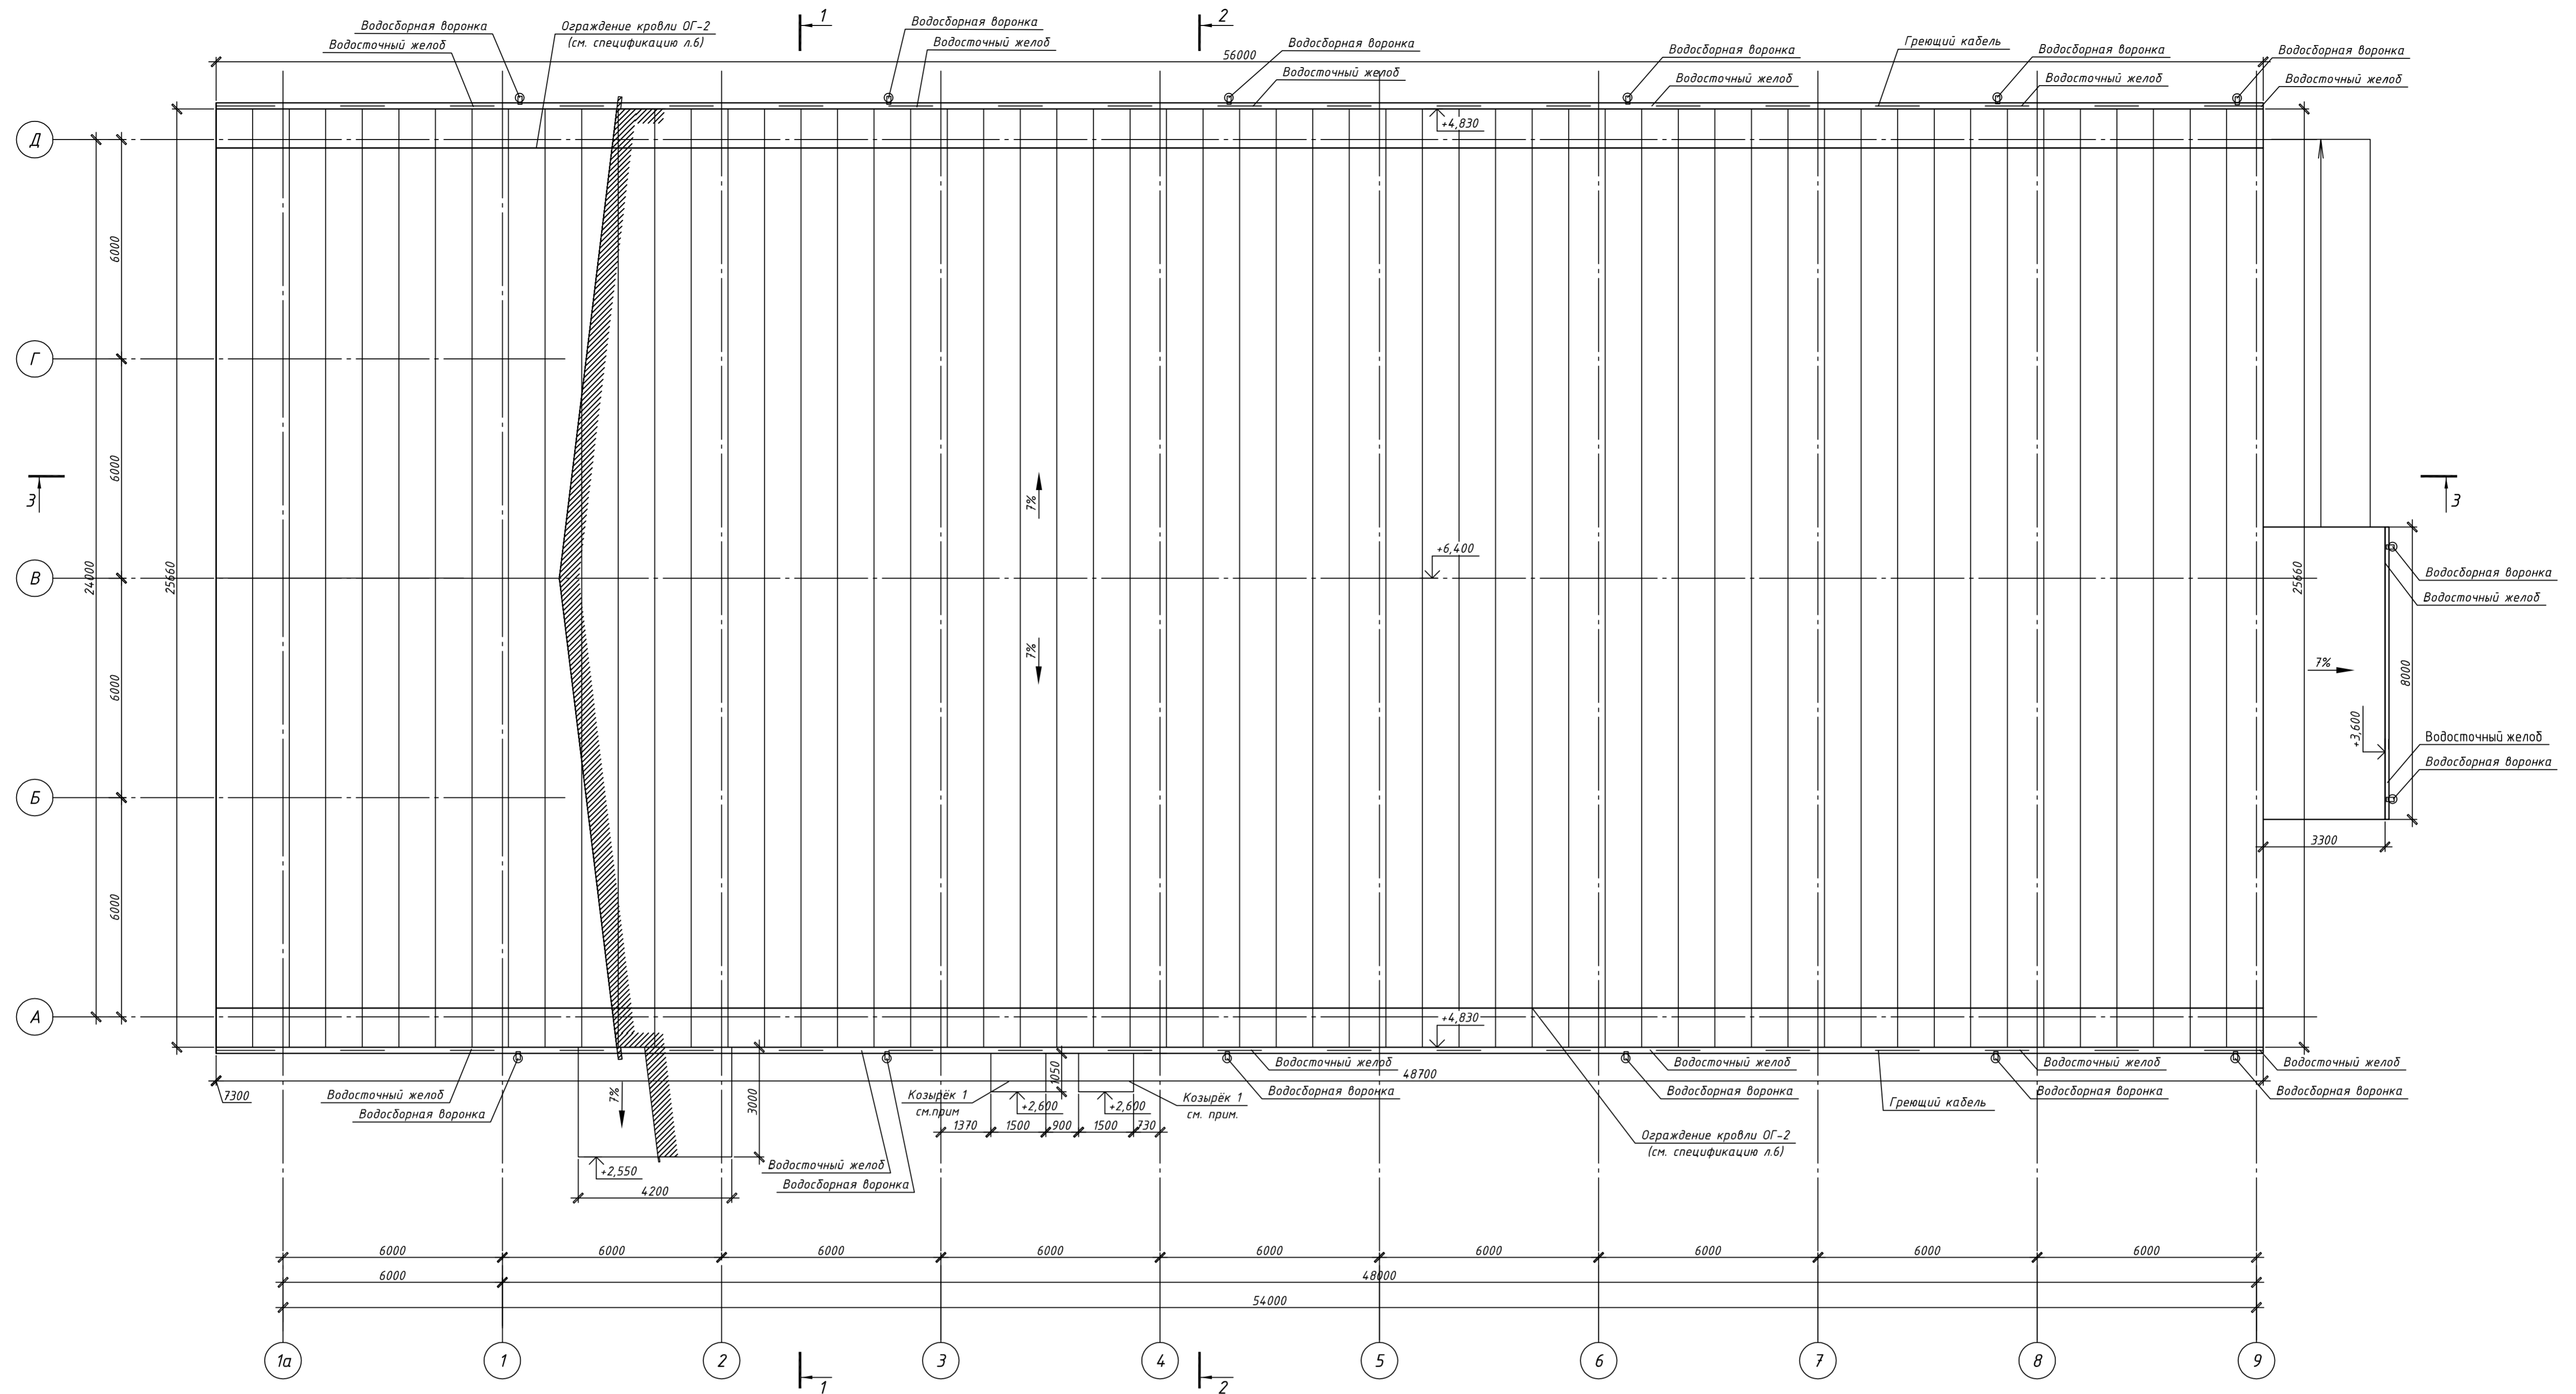 1
2
Водосборная воронка
Водосточный желоб
Ограждение кровли ОГ-2
(см. спецификацию л.6)
Водосборная воронка
Водосточный желоб
56000
Водосборная воронка
Водосточный желоб
Водосборная воронка
Водосточный желоб
Греющий кабель
Водосборная воронка
Водосточный желоб
Водосборная воронка
Водосточный желоб
Д
Г
В
Б
А
6000
6000
6000
6000
24000
25660
+4,830
3
3
7%
+6,400
7%
25660
Водосборная воронка
Водосточный желоб
7%
8000
+3,600
Водосточный желоб
Водосборная воронка
3300
+4,830
7300
Водосточный желоб
Водосборная воронка
7%
3000
+2,550
4200
Водосточный желоб
Водосборная воронка
Козырёк 1
см.прим
1050
+2,600
+2,600
Козырёк 1
см. прим.
1370
1500
900
1500
730
Водосточный желоб
Водосборная воронка
48700
Водосточный желоб
Водосборная воронка
Ограждение кровли ОГ-2
(см. спецификацию л.6)
Греющий кабель
Водосточный желоб
Водосборная воронка
Водосточный желоб
Водосборная воронка
6000
6000
6000
6000
6000
6000
6000
6000
6000
6000
48000
54000
1а
1
2
3
4
5
6
7
8
9
1
2